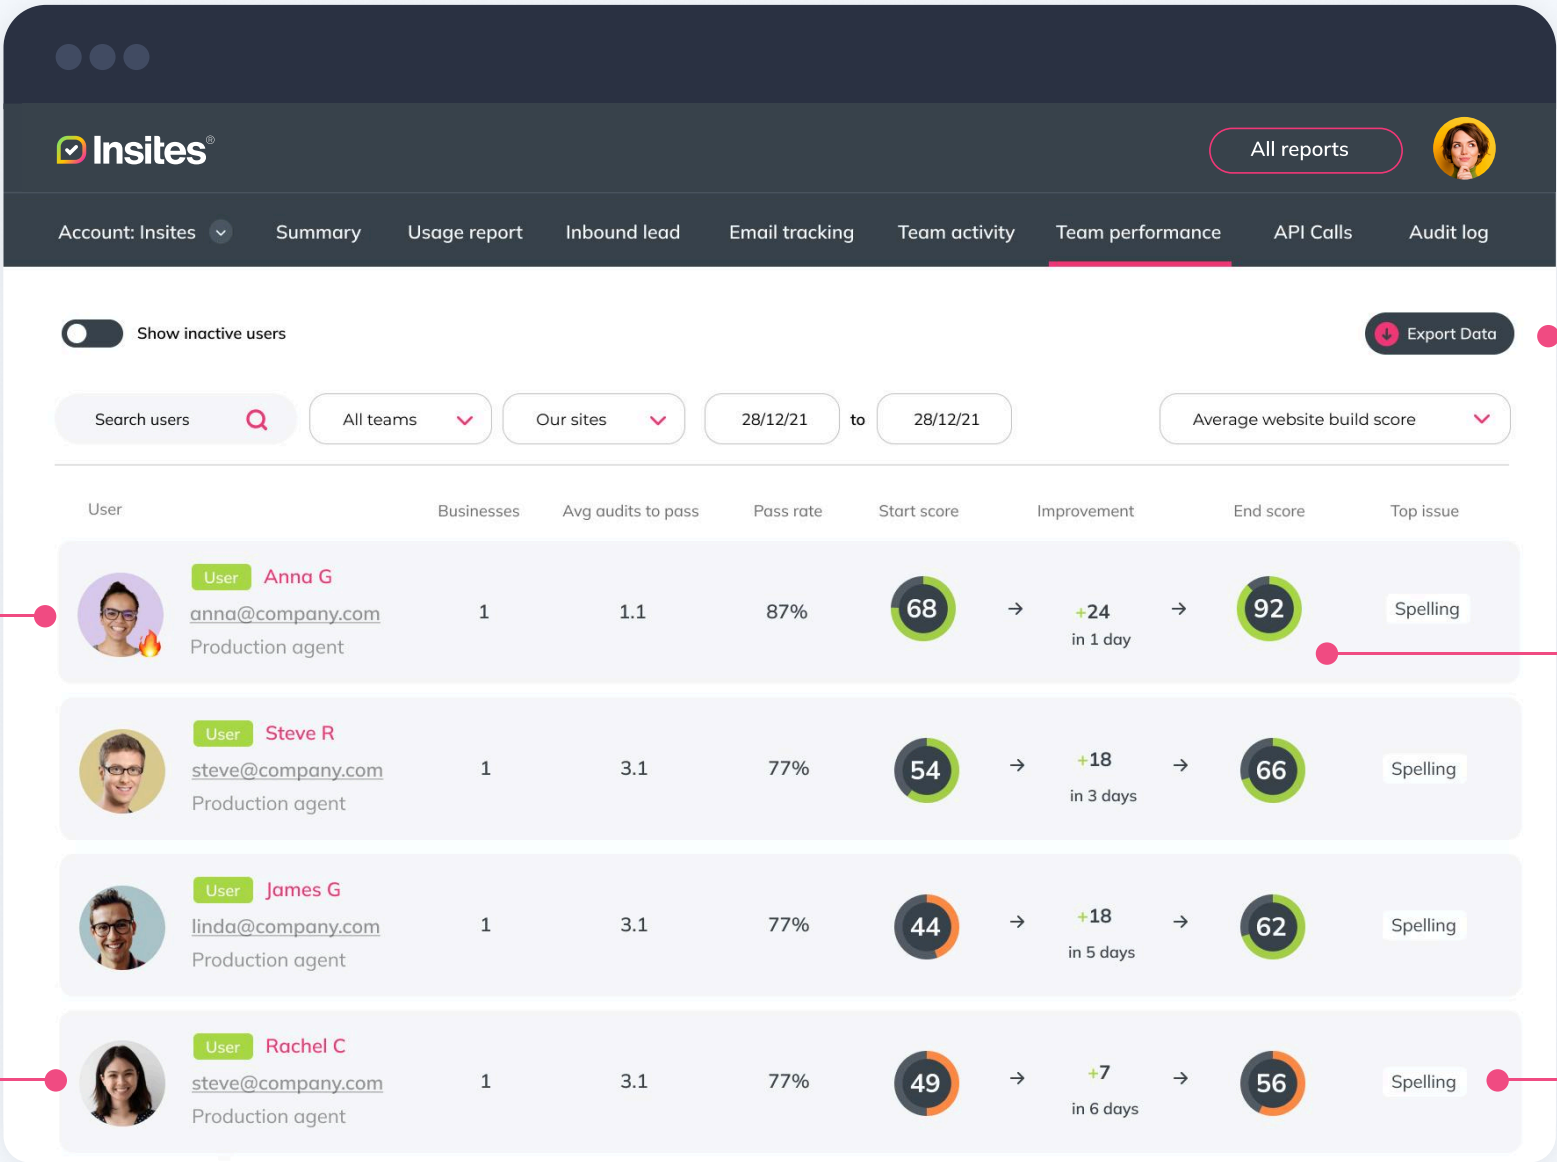 Insites®
All reports
Account: Insites Summary Usage report Inbound lead Email tracking Team activity Team performance API Calls Audit log
Show inactive users
Export Data
Search users All teams Our sites 28/12/21 to 28/12/21 Average website build score
User Businesses Avg audits to pass Pass rate Start score Improvement End score Top issue
User Anna G
anna@company.com
Production agent
1 1.1 87% 68 → +24 → 92 Spelling
in 1 day
User Steve R
steve@company.com
Production agent
1 3.1 77% 54 → +18 → 66 Spelling
in 3 days
User James G
linda@company.com
Production agent
1 3.1 77% 44 → +18 → 62 Spelling
in 5 days
User Rachel C
steve@company.com
Production agent
1 3.1 77% 49 → +7 → 56 Spelling
in 6 days